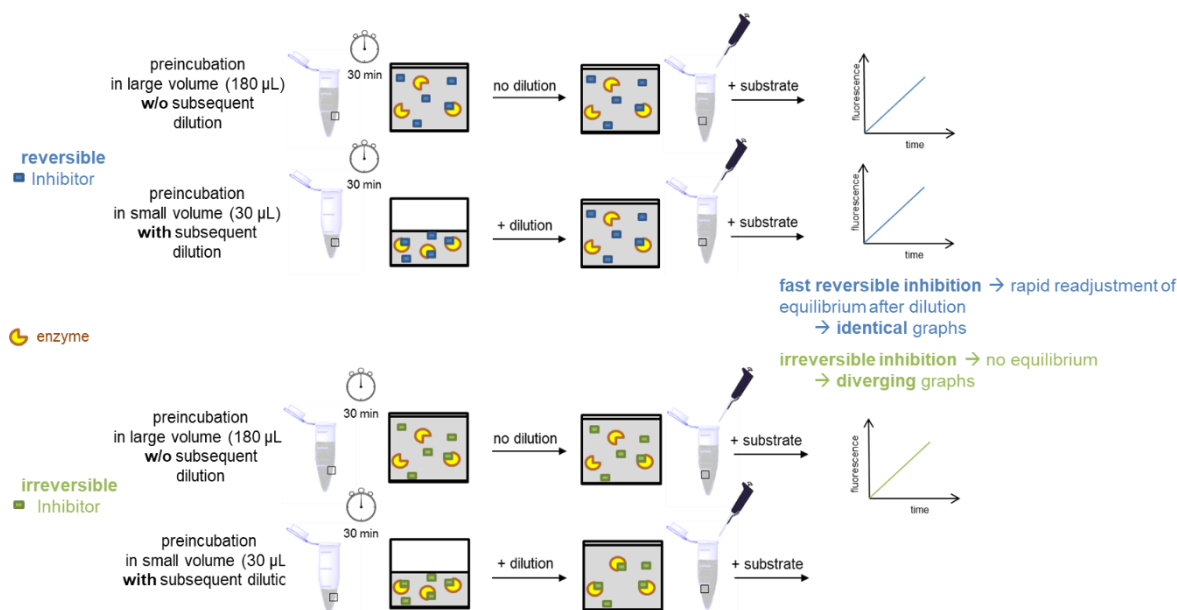 preincubation
in large volume (180 µL)
w/o subsequent
dilution
30 min
no dilution
+ substrate
fluorescence
time
reversible
Inhibitor
preincubation
in small volume (30 µL)
with subsequent
dilution
30 min
+ dilution
+ substrate
fluorescence
time
fast reversible inhibition → rapid readjustment of
equilibrium after dilution
→ identical graphs
enzyme
irreversible inhibition → no equilibrium
→ diverging graphs
preincubation
in large volume (180 µL
w/o subsequent
dilution
30 min
no dilution
+ substrate
fluorescence
time
irreversible
Inhibitor
preincubation
in small volume (30 µL
with subsequent dilutic
30 min
+ dilution
+ substrate